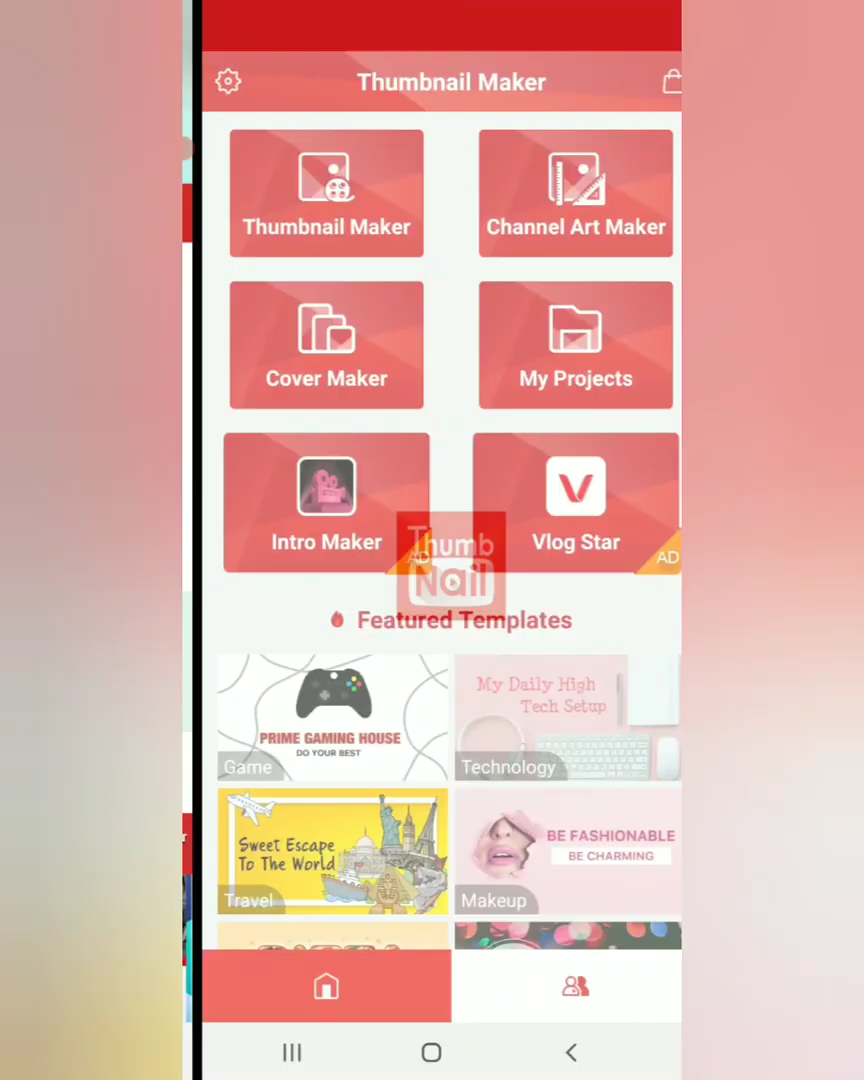 Thumbnail Maker
Thumbnail Maker
Channel Art Maker
Cover Maker
My Projects
Intro Maker
AD
Vlog Star
AD
Thumb
Nail
Featured Templates
PRIME GAMING HOUSE
DO YOUR BEST
Game
My Daily High
Tech Setup
Technology
Sweet Escape
To The World
Travel
BE FASHIONABLE
BE CHARMING
Makeup